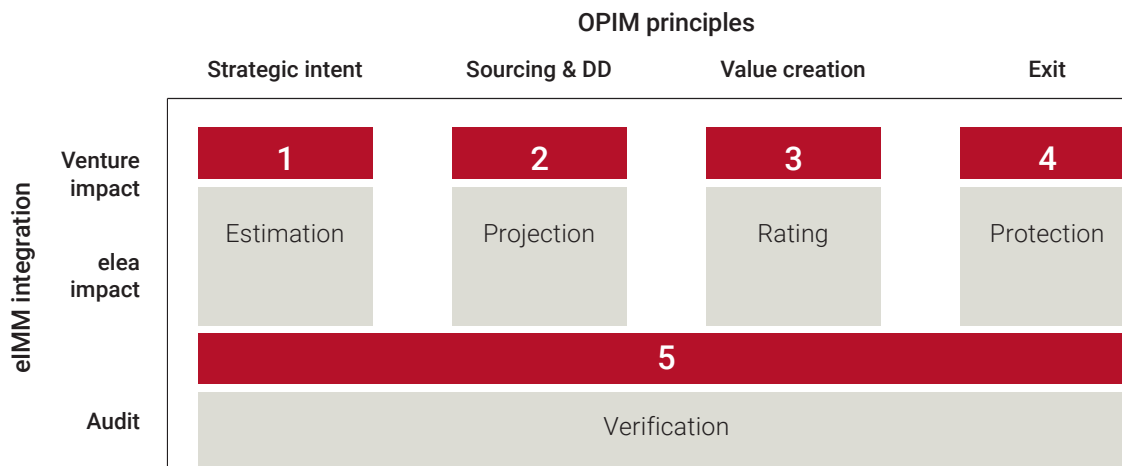 OPIM principles
Strategic intent
Sourcing & DD
Value creation
Exit
eIMM integration
Venture
impact
elea
impact
Audit
1
2
3
4
Estimation
Projection
Rating
Protection
5
Verification